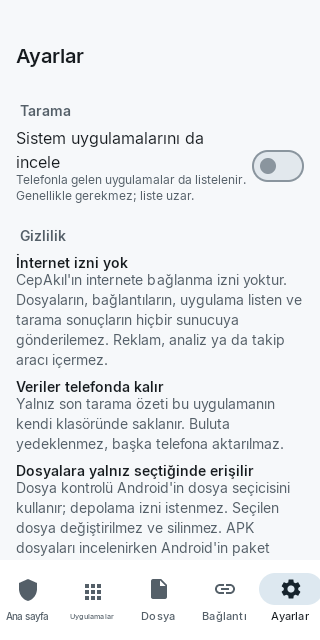 Ayarlar
Tarama
Sistem uygulamalarını da
incele
Telefonla gelen uygulamalar da listelenir.
Genellikle gerekmez; liste uzar.
Gizlilik
İnternet izni yok
CepAkıl'ın internete bağlanma izni yoktur.
Dosyaların, bağlantıların, uygulama listen ve
tarama sonuçların hiçbir sunucuya
gönderilemez. Reklam, analiz ya da takip
aracı içermez.
Veriler telefonda kalır
Yalnız son tarama özeti bu uygulamanın
kendi klasöründe saklanır. Buluta
yedeklenmez, başka telefona aktarılmaz.
Dosyalara yalnız seçtiğinde erişilir
Dosya kontrolü Android'in dosya seçicisini
kullanır; depolama izni istenmez. Seçilen
dosya değiştirilmez ve silinmez. APK
dosyaları incelenirken Android'in paket
Ana sayfa Uygulamalar Dosya Bağlantı Ayarlar